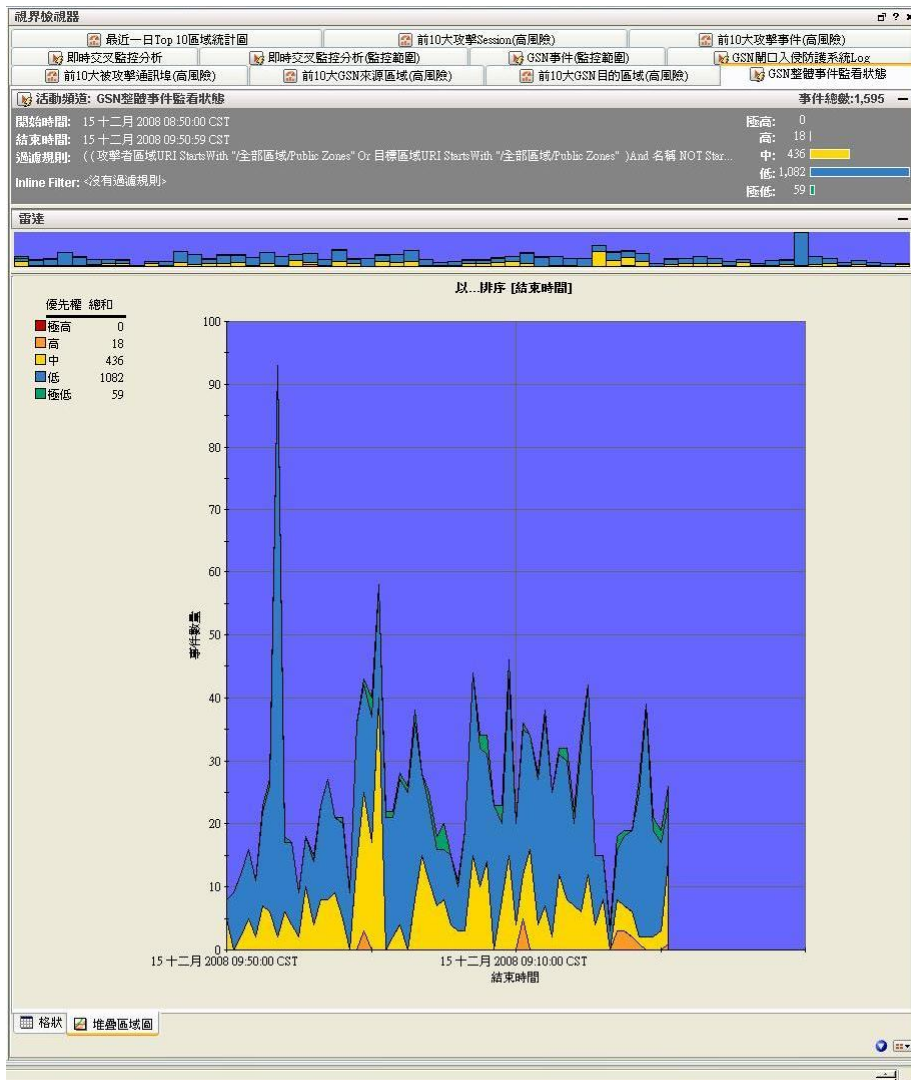 視界檢視器
最近一日Top 10區域統計圖
前10大攻擊Session(高風險)
前10大攻擊事件(高風險)
即時交叉監控分析
即時交叉監控分析(監控範圍)
GSN事件(監控範圍)
GSN閘口入侵防護系統Log
前10大被攻擊通訊埠(高風險)
前10大GSN來源區域(高風險)
前10大GSN目的區域(高風險)
GSN整體事件監看狀態
活動頻道: GSN整體事件監看狀態
事件總數:1,595
開始時間: 15 十二月 2008 08:50:00 CST
結束時間: 15 十二月 2008 09:50:59 CST
過濾規則: ( ( 攻擊者區域URI StartsWith "/全部區域/Public Zones" Or 目標區域URI StartsWith "/全部區域/Public Zones" )And 名稱 NOT Star...
Inline Filter: <沒有過濾規則>
極高: 0
高: 18
中: 436
低: 1,082
極低: 59
雷達
以...排序 [結束時間]
優先權 總和
極高 0
高 18
中 436
低 1082
極低 59
100
90
80
70
60
50
40
30
20
10
0
事件數量
15 十二月 2008 09:50:00 CST
15 十二月 2008 09:10:00 CST
結束時間
格狀
堆疊區域圖